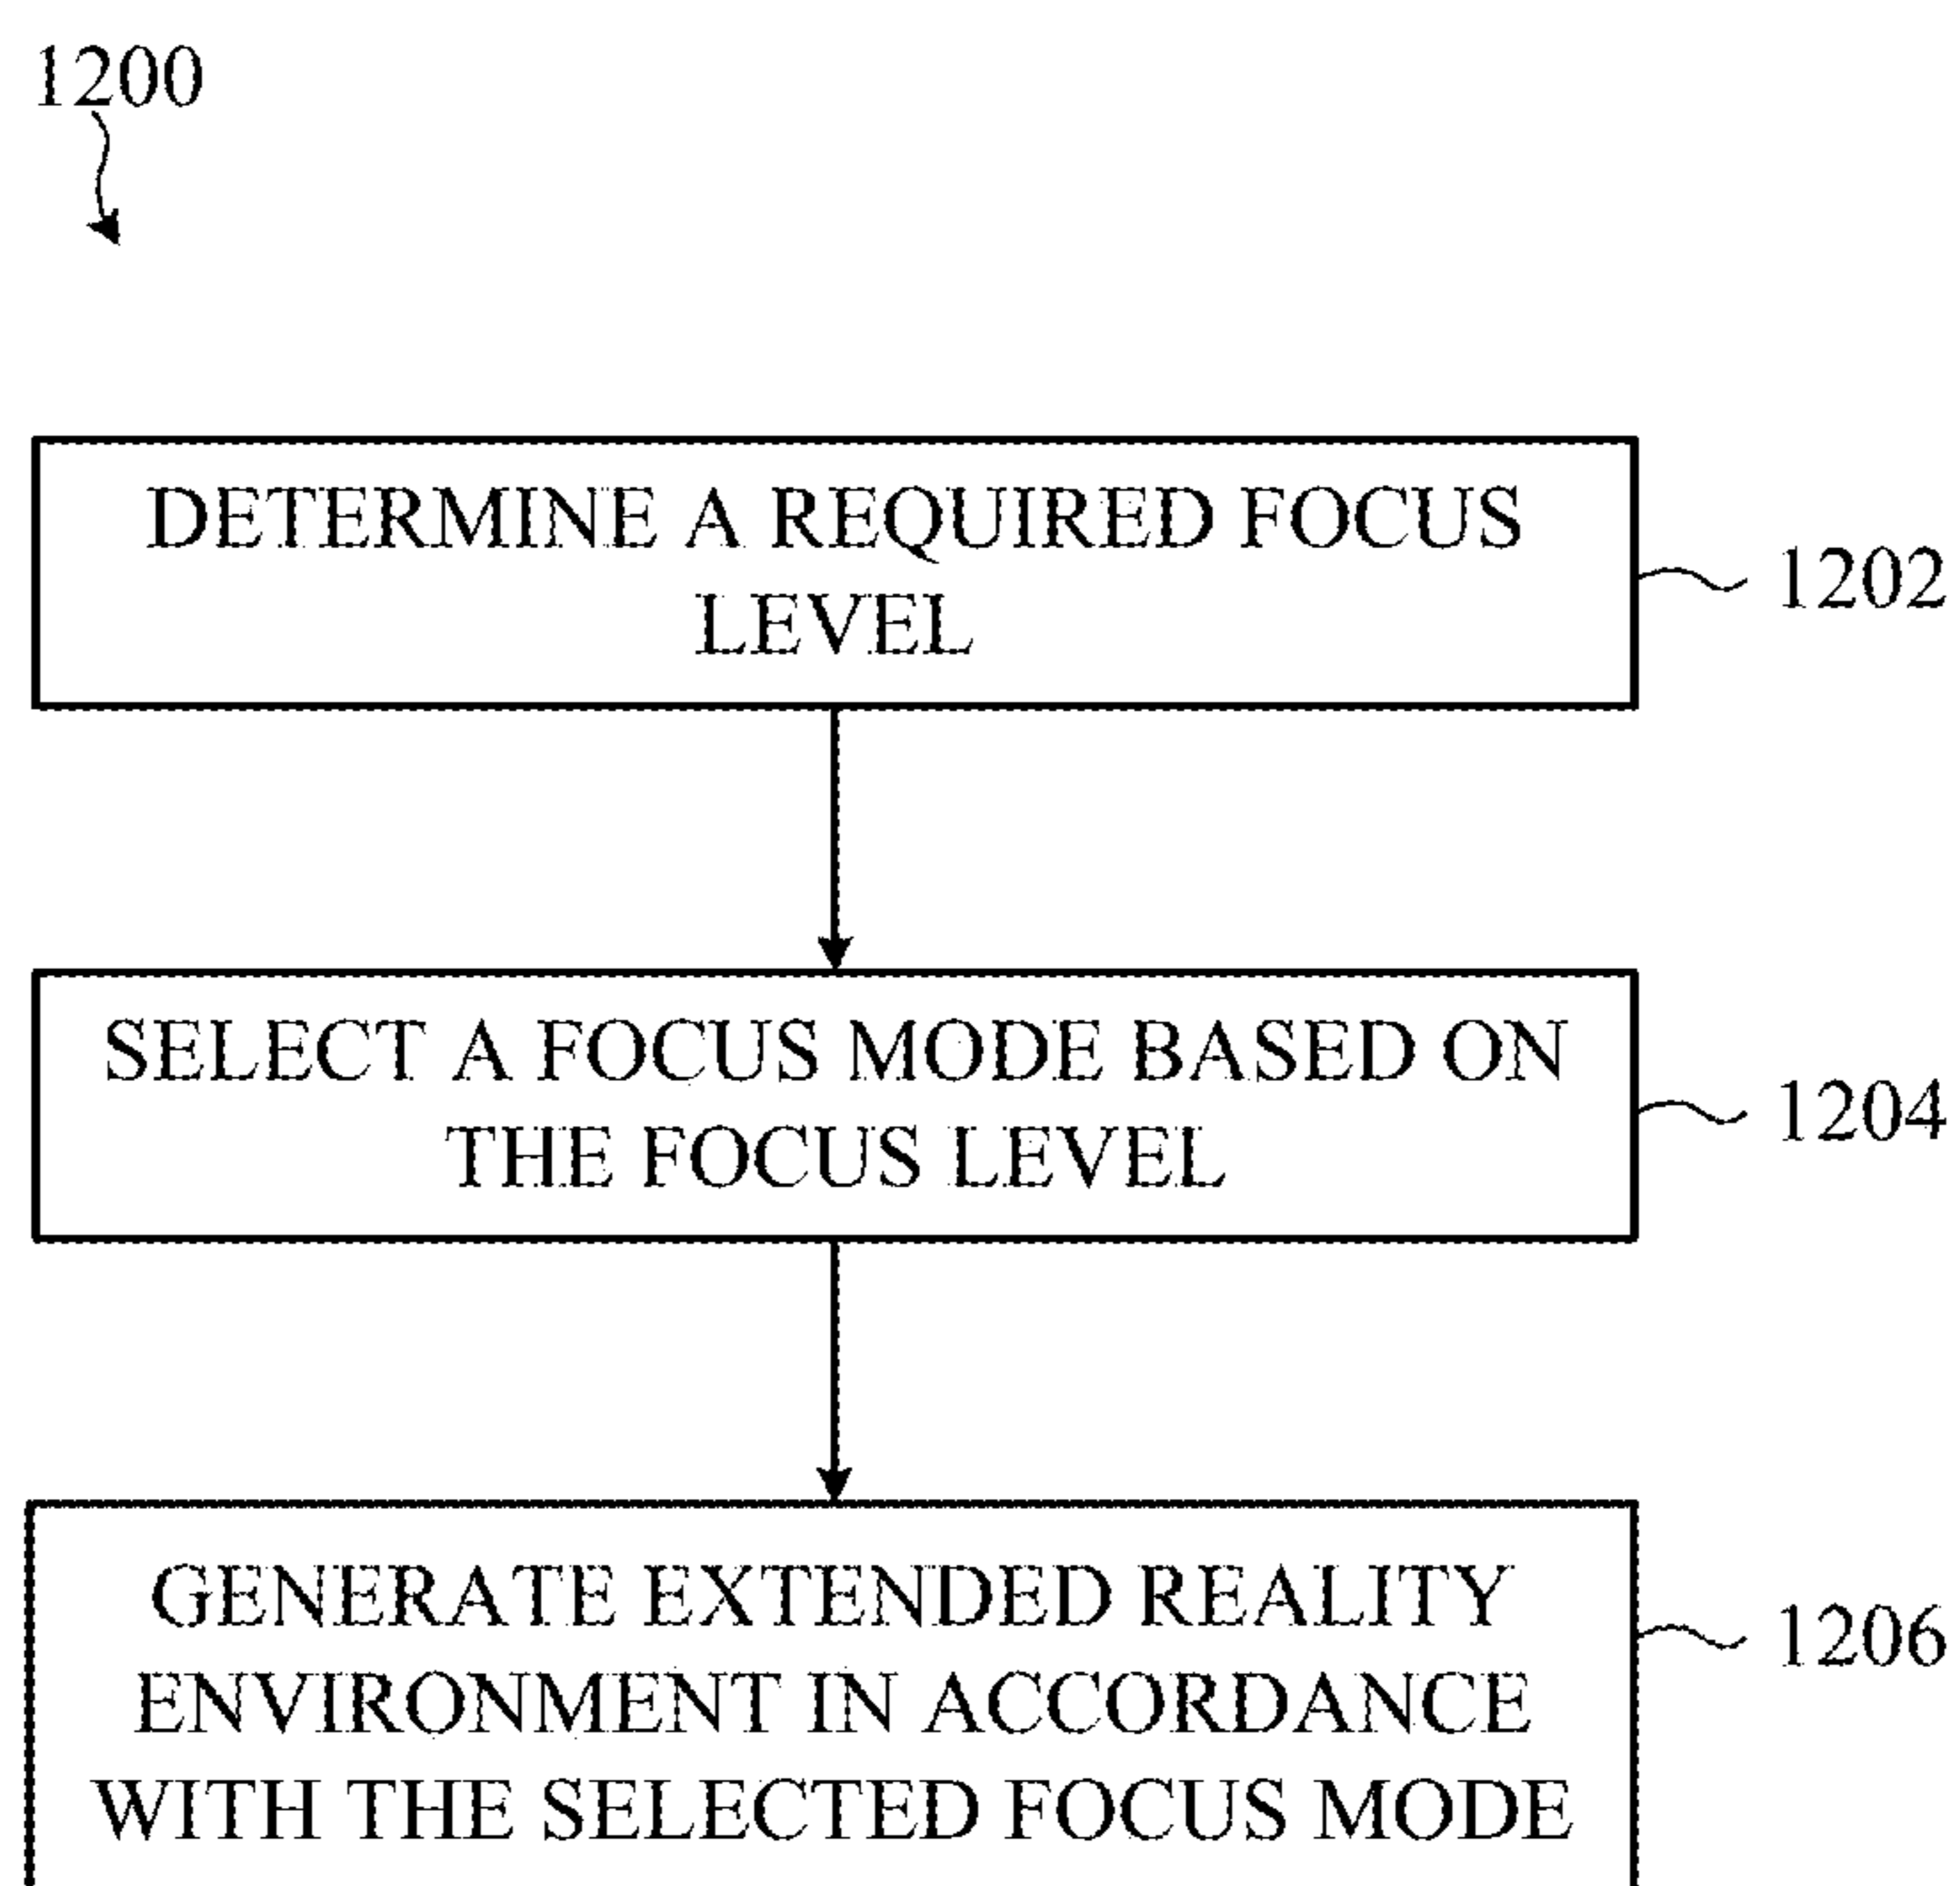 1200
DETERMINE A REQUIRED FOCUS
LEVEL
1202
SELECT A FOCUS MODE BASED ON
THE FOCUS LEVEL
1204
GENERATE EXTENDED REALITY
ENVIRONMENT IN ACCORDANCE
WITH THE SELECTED FOCUS MODE
1206